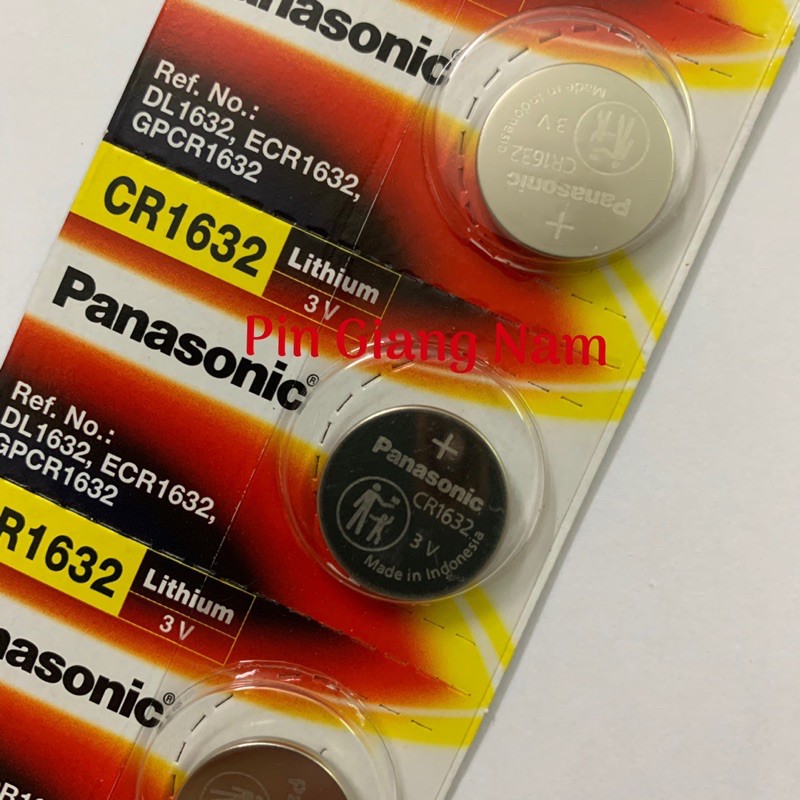 Panasonic
Ref. No.:
DL1632, ECR1632,
GPCR1632
Made in Indonesia
3 V
CR1632
Panasonic
+
CR1632
Lithium
3 V
Panasonic®
Pin Giang Nam
Ref. No.:
DL1632, ECR1632,
GPCR1632
+
Panasonic
CR1632
3 V
Made in Indonesia
R1632
Lithium
3 V
nasonic®